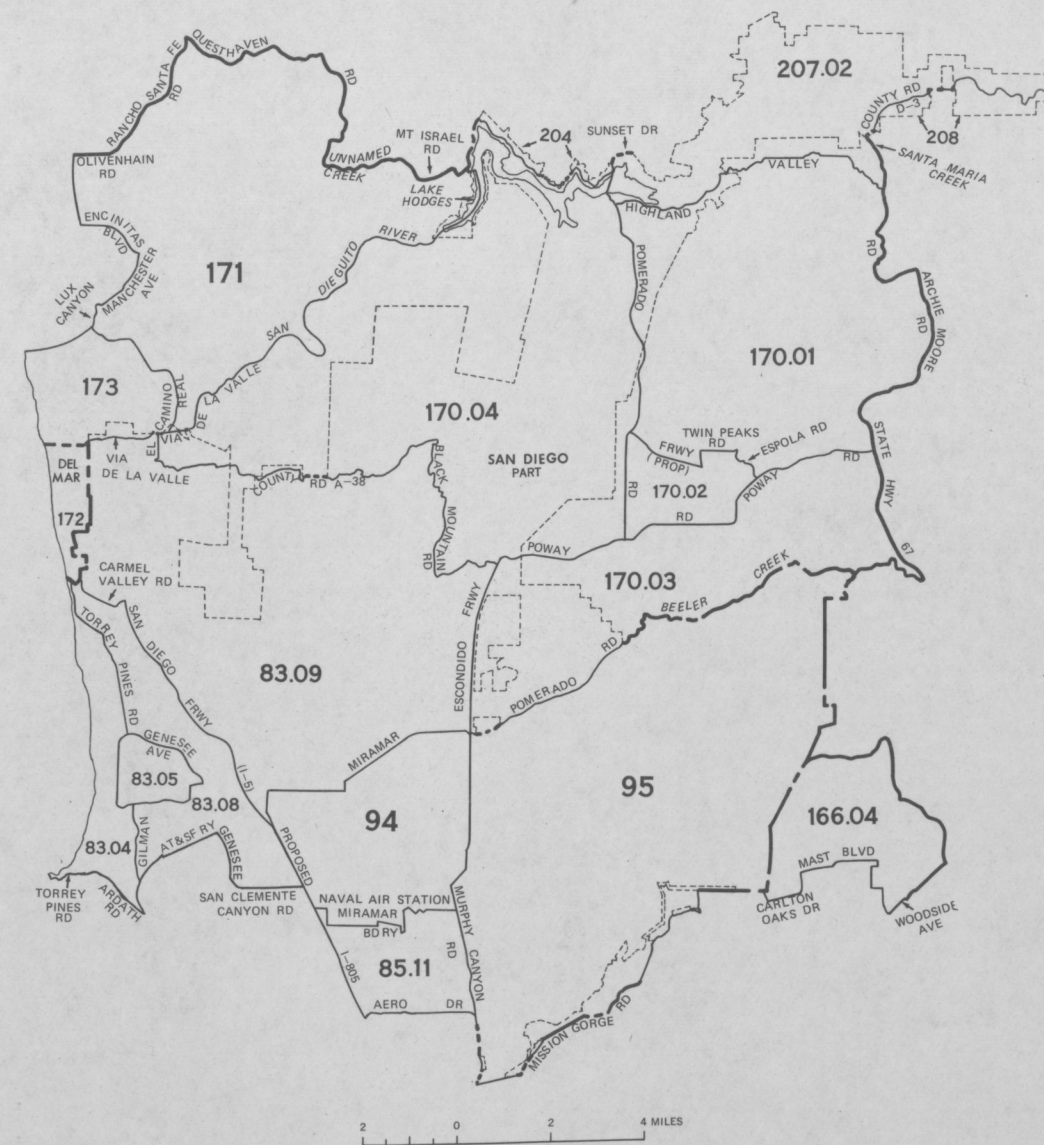 QUESTHAVEN
RD
RANCHO SANTA FE
RD
207.02
COUNTY RD
D-3
208
204
SUNSET DR
MT ISRAEL
RD
OLIVENHAIN
RD
UNNAMED
CREEK
LAKE
HODGES
VALLEY
SANTA MARIA
CREEK
HIGHLAND
ENCINITAS
BLVD
MANCHESTER
AVE
171
SAN DIEGUITO RIVER
POMERADO
RD
RD
ARCHIE MOORE
RD
LUX
CANYON
170.01
173
EL CAMINO REAL
VIA DE LA VALLE
170.04
TWIN PEAKS
RD
ESPOLA RD
FRWY
(PROP)
STATE
HWY
67
VIA
DE LA VALLE
DEL
MAR
COUNTY RD A-38
BLACK
MOUNTAIN
RD
SAN DIEGO
PART
170.02
POWAY
RD
RD
172
POWAY
RD
CARMEL
VALLEY RD
170.03
BEELER
CREEK
TORREY
PINES RD
SAN
DIEGO
FRWY
(I-5)
83.09
ESCONDIDO
FRWY
POMERADO
RD
GENESEE
AVE
MIRAMAR
83.05
83.08
95
94
166.04
83.04
GILMAN
AT&SF RY
GENESEE
PROPOSED
MAST BLVD
TORREY
PINES
RD
ARDATH
RD
SAN CLEMENTE
CANYON RD
NAVAL AIR STATION
MIRAMAR
BDRY
MURPHY
CANYON
RD
CARLTON
OAKS DR
WOODSIDE
AVE
85.11
I-805
AERO DR
MISSION GORGE
RD
2 0 2 4 MILES